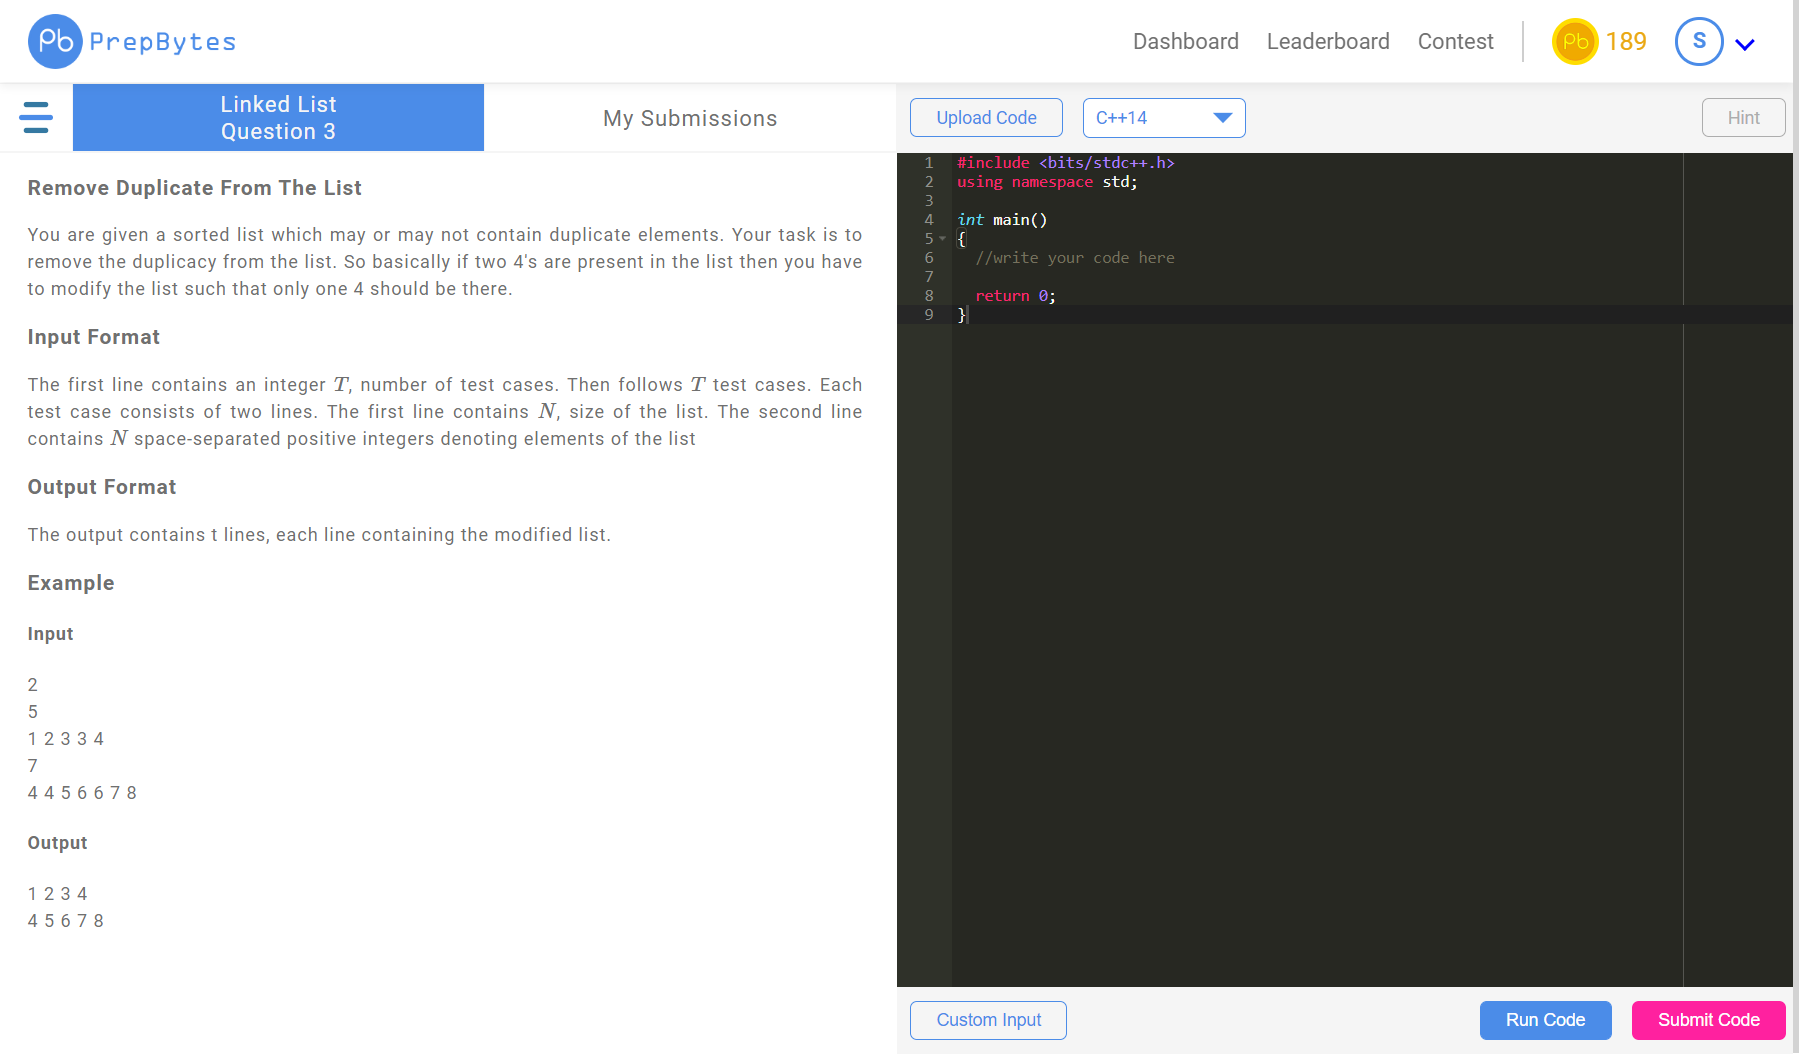 Pb PrepBytes
Dashboard Leaderboard Contest Pb 189 S
Linked List
Question 3
My Submissions
Upload Code C++14 Hint
Remove Duplicate From The List
You are given a sorted list which may or may not contain duplicate elements. Your task is to
remove the duplicacy from the list. So basically if two 4's are present in the list then you have
to modify the list such that only one 4 should be there.
Input Format
The first line contains an integer T, number of test cases. Then follows T test cases. Each
test case consists of two lines. The first line contains N, size of the list. The second line
contains N space-separated positive integers denoting elements of the list
Output Format
The output contains t lines, each line containing the modified list.
Example
Input
2
5
1 2 3 3 4
7
4 4 5 6 6 7 8
Output
1 2 3 4
4 5 6 7 8
1 #include <bits/stdc++.h>
2 using namespace std;
3
4 int main()
5 {
6 //write your code here
7
8 return 0;
9 }
Custom Input Run Code Submit Code